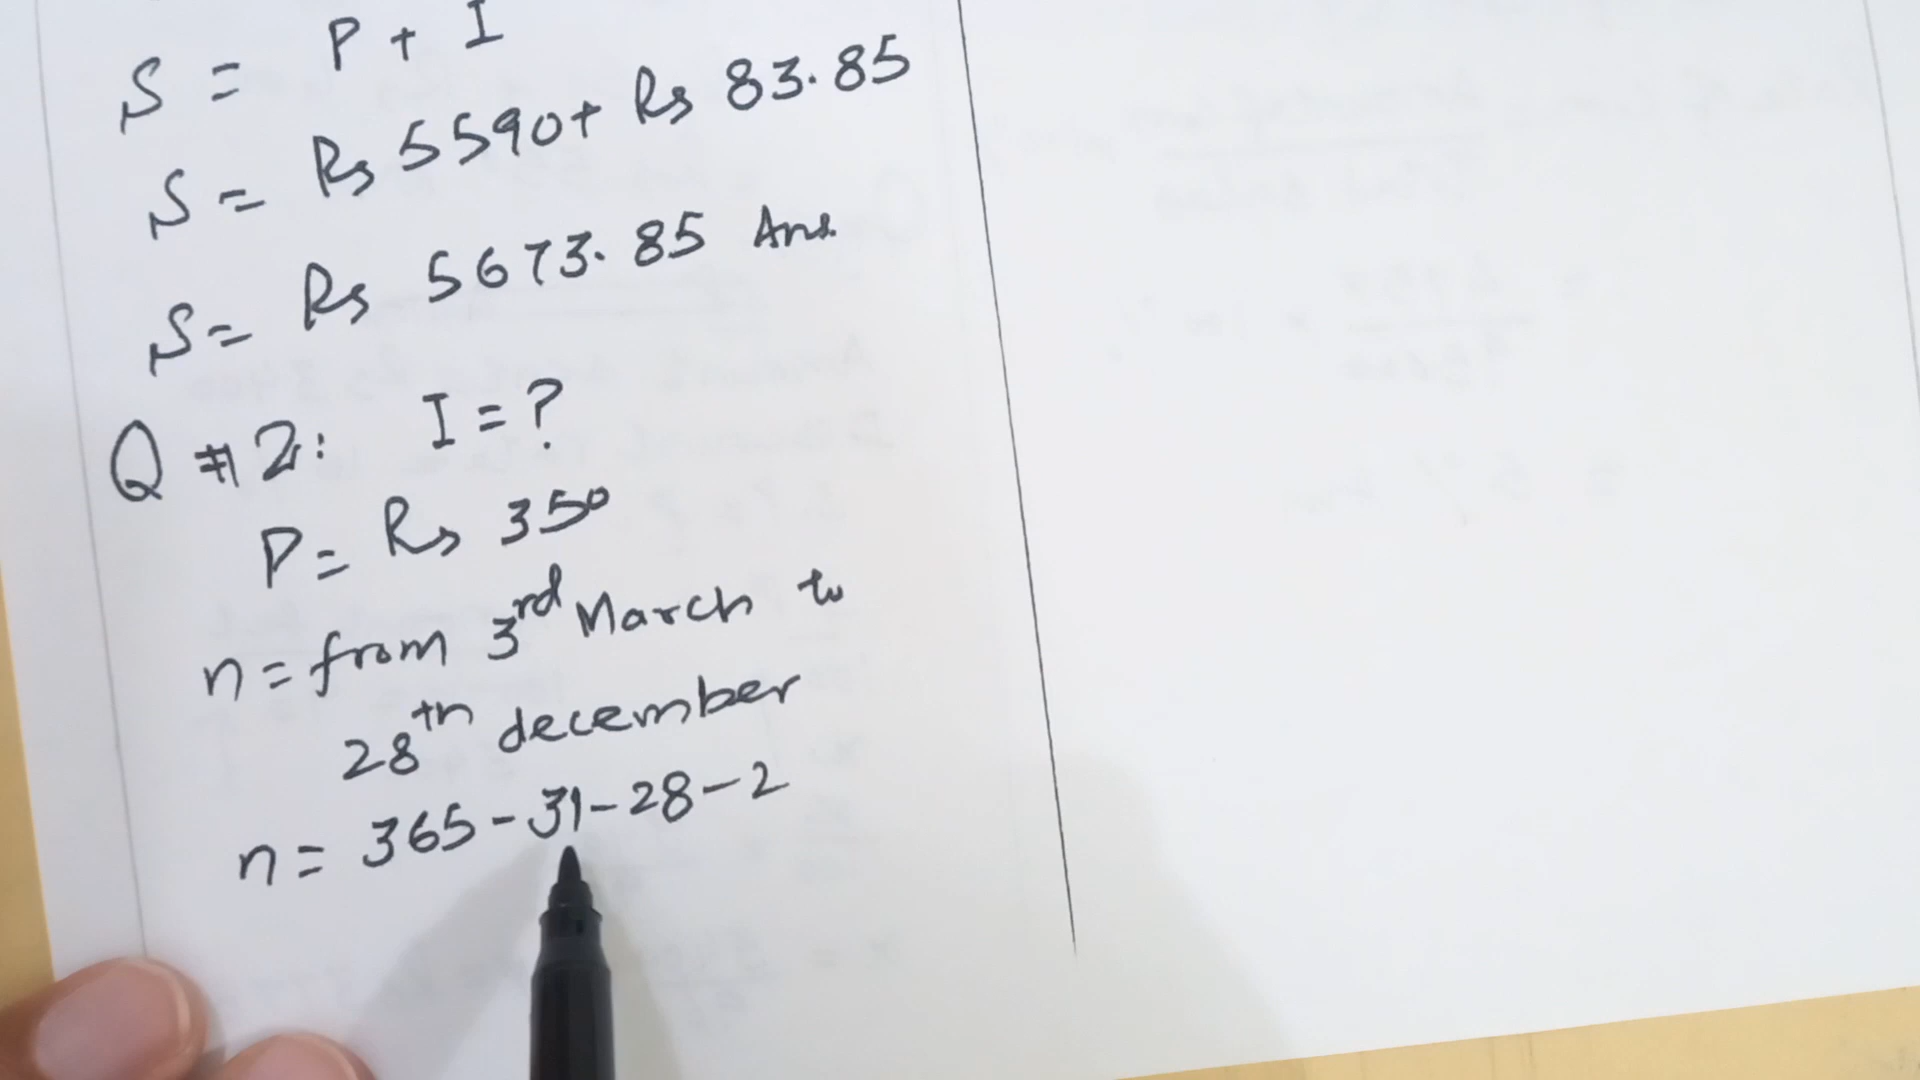 S = P + I
S = Rs 5590 + Rs 83.85
S = Rs 5673.85 Ans.
Q #2: I = ?
P = Rs 350
n = from 3rd March to
28th december
n = 365 - 31 - 28 - 2